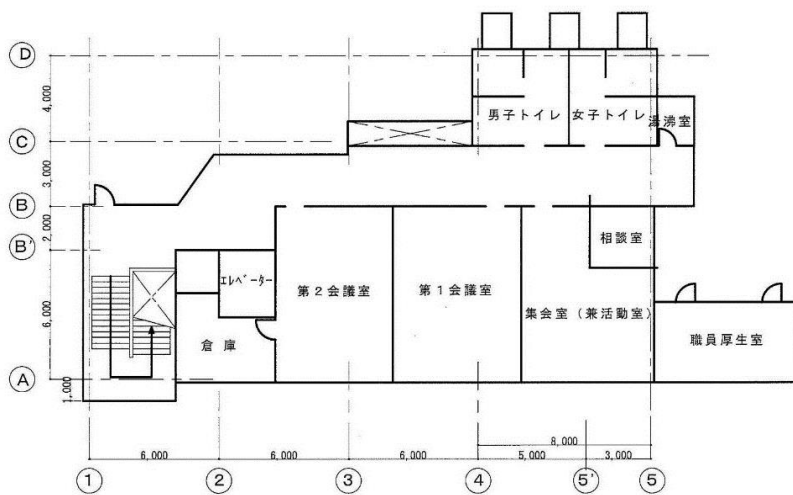 D
4,000
男子トイレ
女子トイレ
湯沸室
C
3,000
B
2,000
B'
相談室
エレベーター
第2会議室
第1会議室
集会室(兼活動室)
6,000
倉庫
職員厚生室
A
1,000
8,000
6,000
6,000
6,000
5,000
3,000
1
2
3
4
5'
5